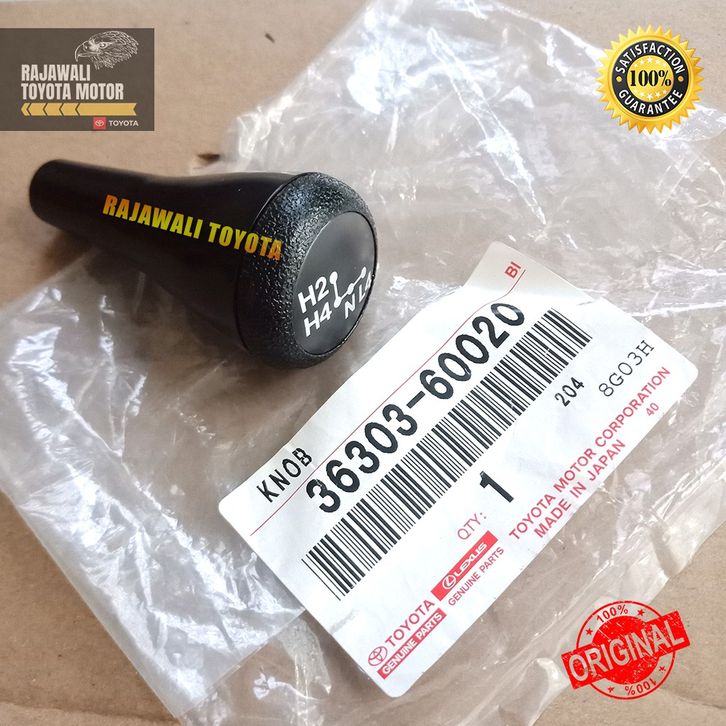 RAJAWALI
TOYOTA MOTOR
TOYOTA
SATISFACTION
100%
GUARANTEE
RAJAWALI TOYOTA
H2
H4 N L4
BI
KNOB
36303-60020
204
8G03H
QTY: 1
TOYOTA MOTOR CORPORATION
MADE IN JAPAN
40
TOYOTA
GENUINE PARTS
LEXUS
GENUINE PARTS
100%
ORIGINAL
100%